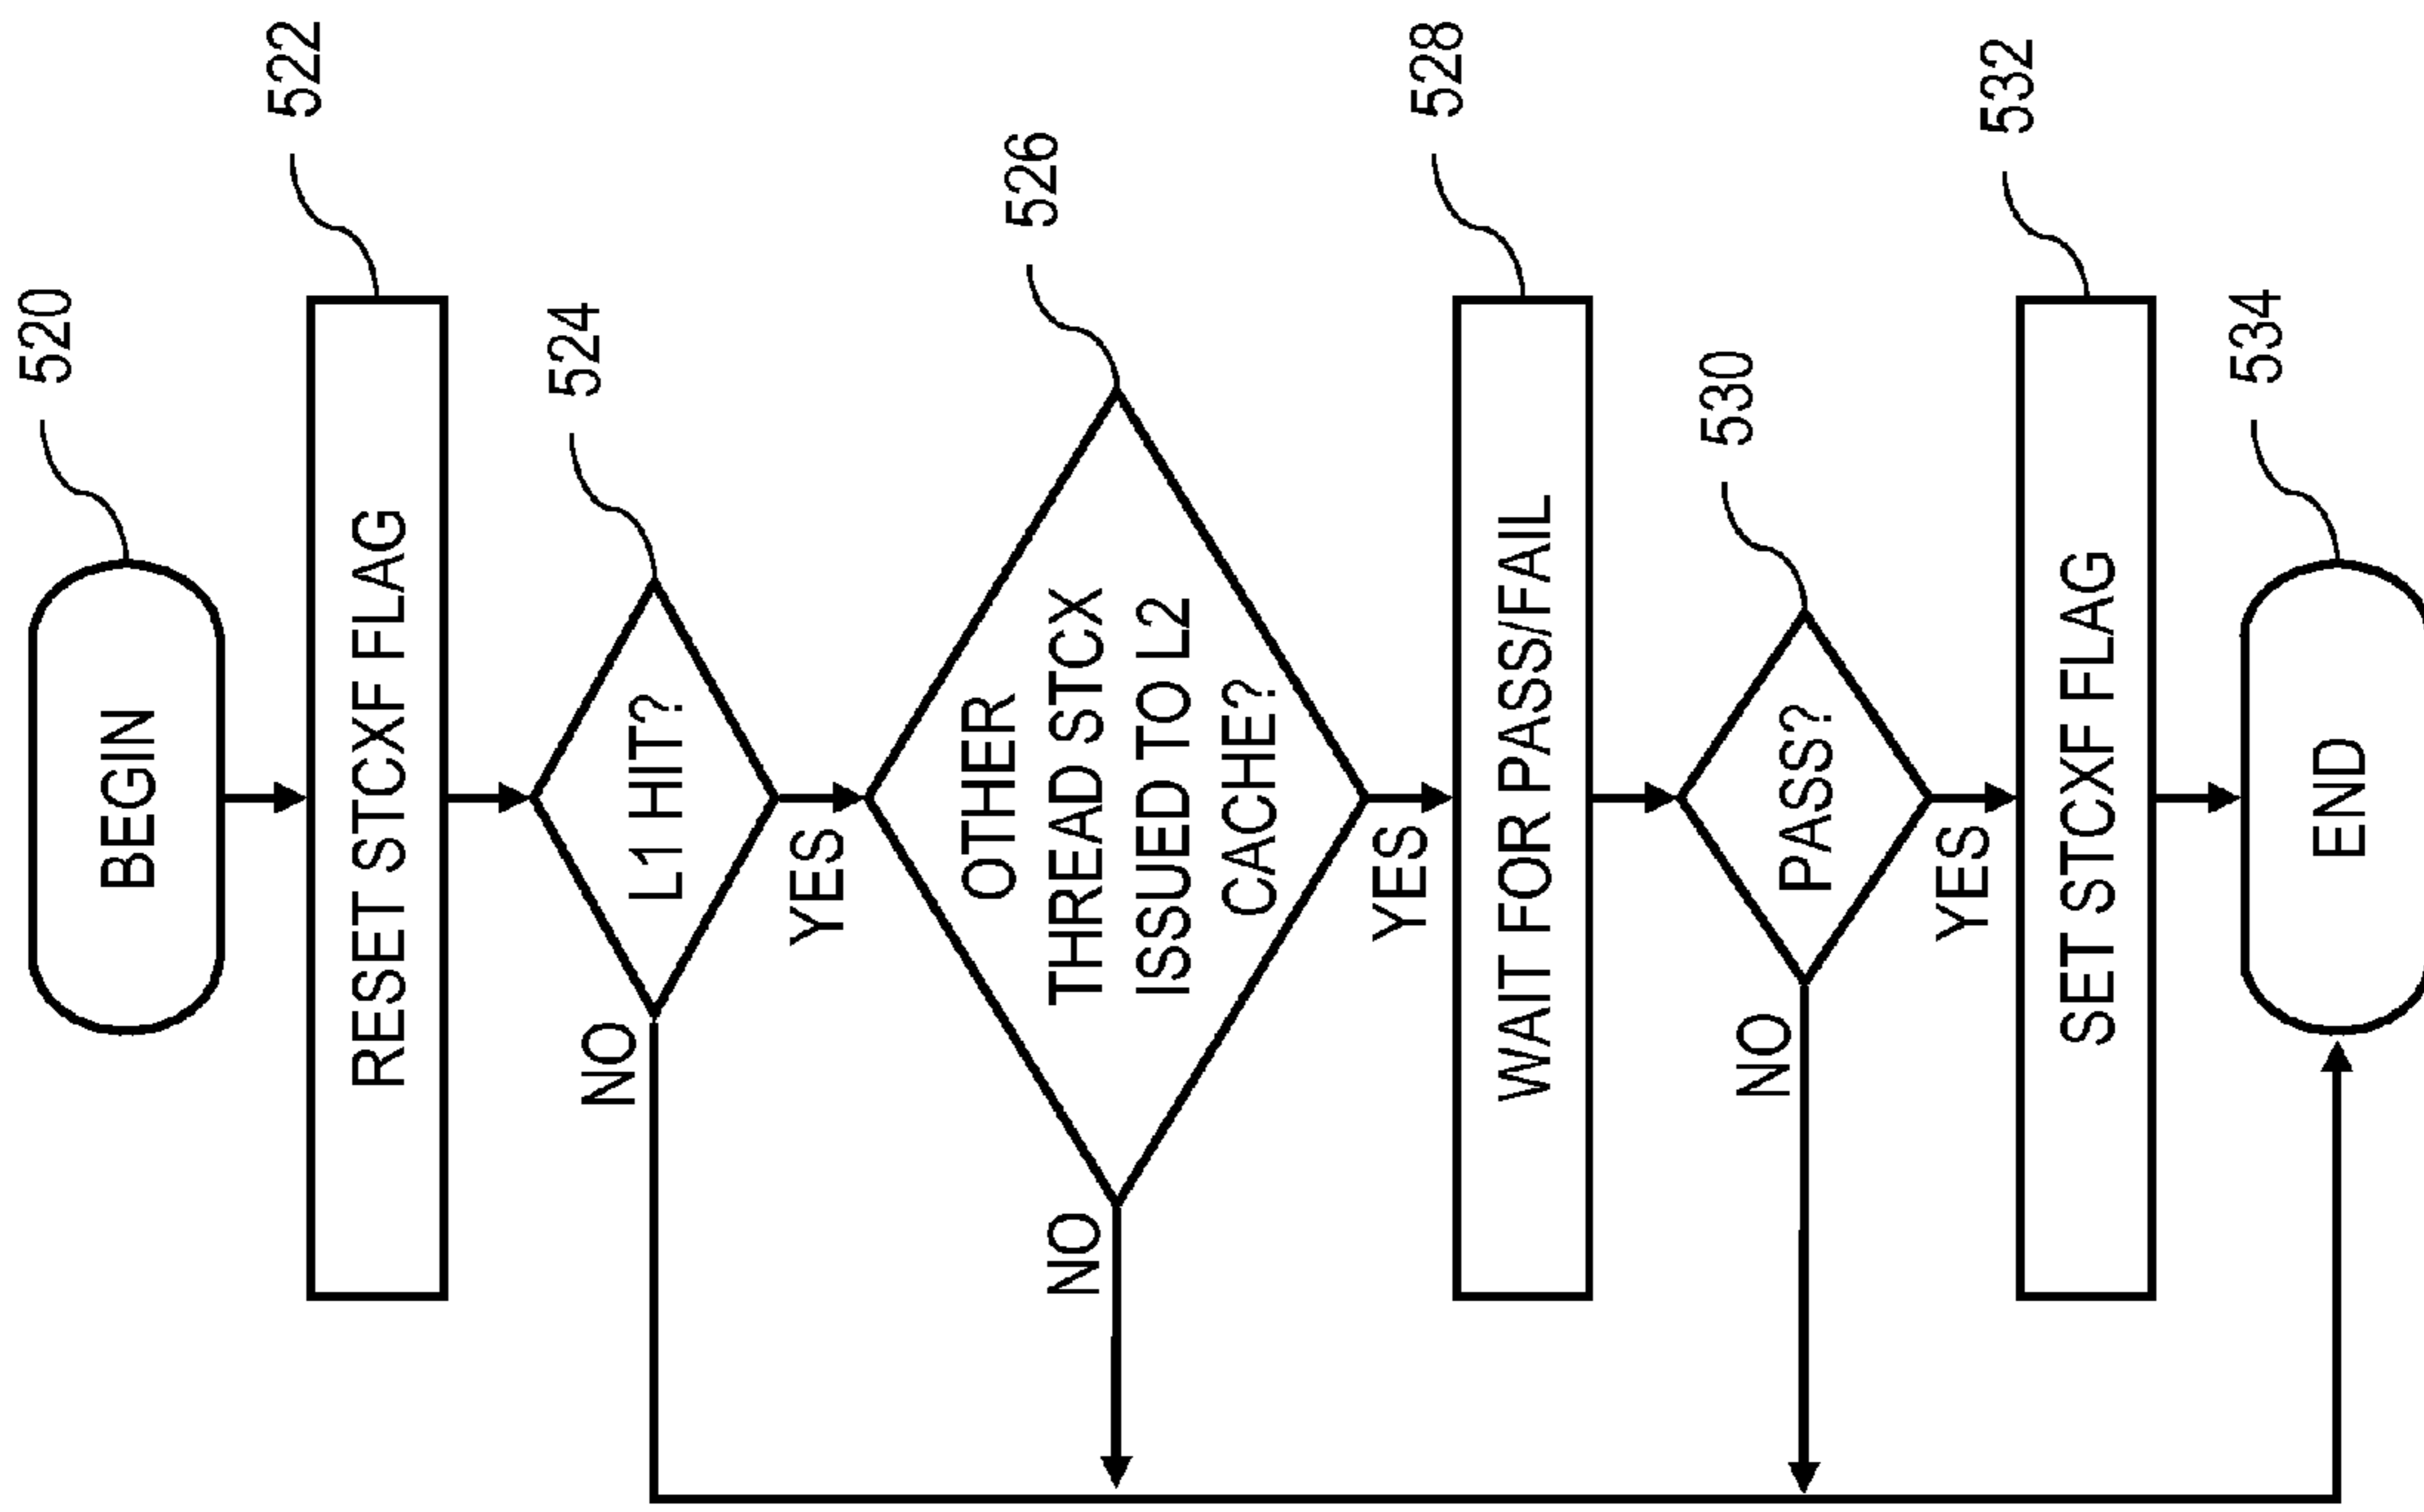 BEGIN
520
RESET STCXF FLAG
522
L1 HIT?
524
NO
YES
OTHER
THREAD STCX
ISSUED TO L2
CACHE?
526
NO
YES
WAIT FOR PASS/FAIL
528
PASS?
530
NO
YES
SET STCXF FLAG
532
END
534